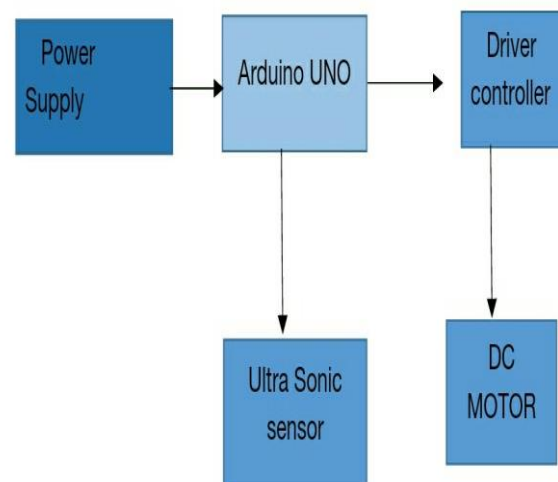 Power
Supply
Arduino UNO
Driver
controller
Ultra Sonic
sensor
DC
MOTOR